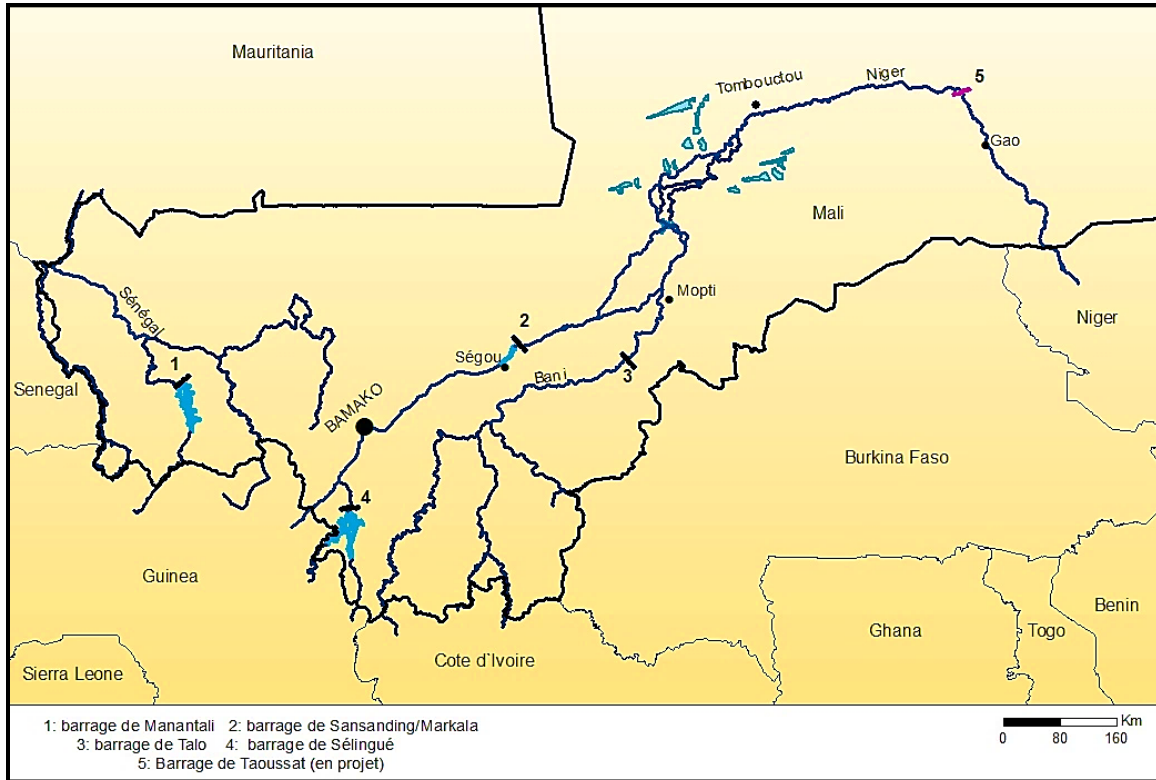 Mauritania
Tombouctou
Niger
5
Gao
Mali
Sénégal
Mopti
Niger
1
2
Ségou
Bani
3
Senegal
BAMAKO
Burkina Faso
4
Guinea
Benin
Ghana
Togo
Cote d'Ivoire
Sierra Leone
1: barrage de Manantali 2: barrage de Sansanding/Markala
3: barrage de Talo 4: barrage de Sélingué
5: Barrage de Taoussat (en projet)
Km
0 80 160